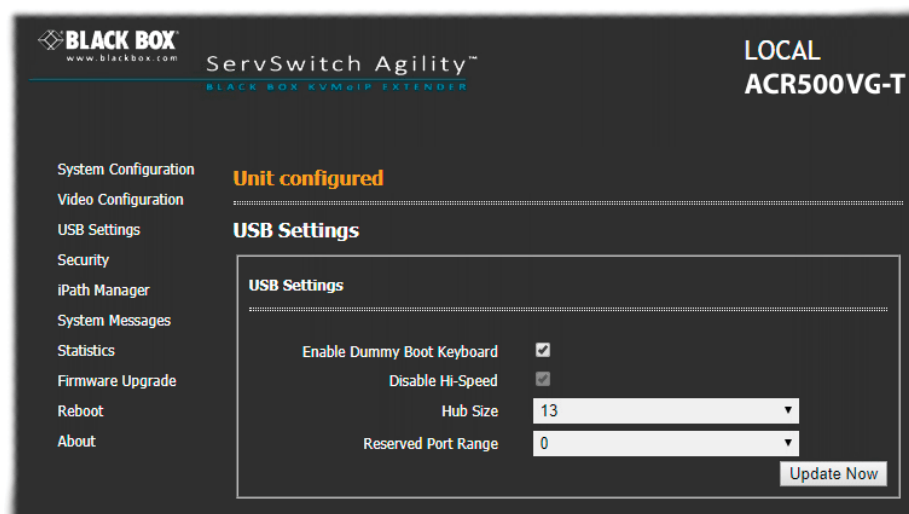 BLACK BOX
www.blackbox.com
ServSwitch Agility™
BLACK BOX KVMoIP EXTENDER
LOCAL
ACR500VG-T
System Configuration
Video Configuration
USB Settings
Security
iPath Manager
System Messages
Statistics
Firmware Upgrade
Reboot
About
Unit configured
USB Settings
USB Settings
Enable Dummy Boot Keyboard
Disable Hi-Speed
Hub Size 13
Reserved Port Range 0
Update Now